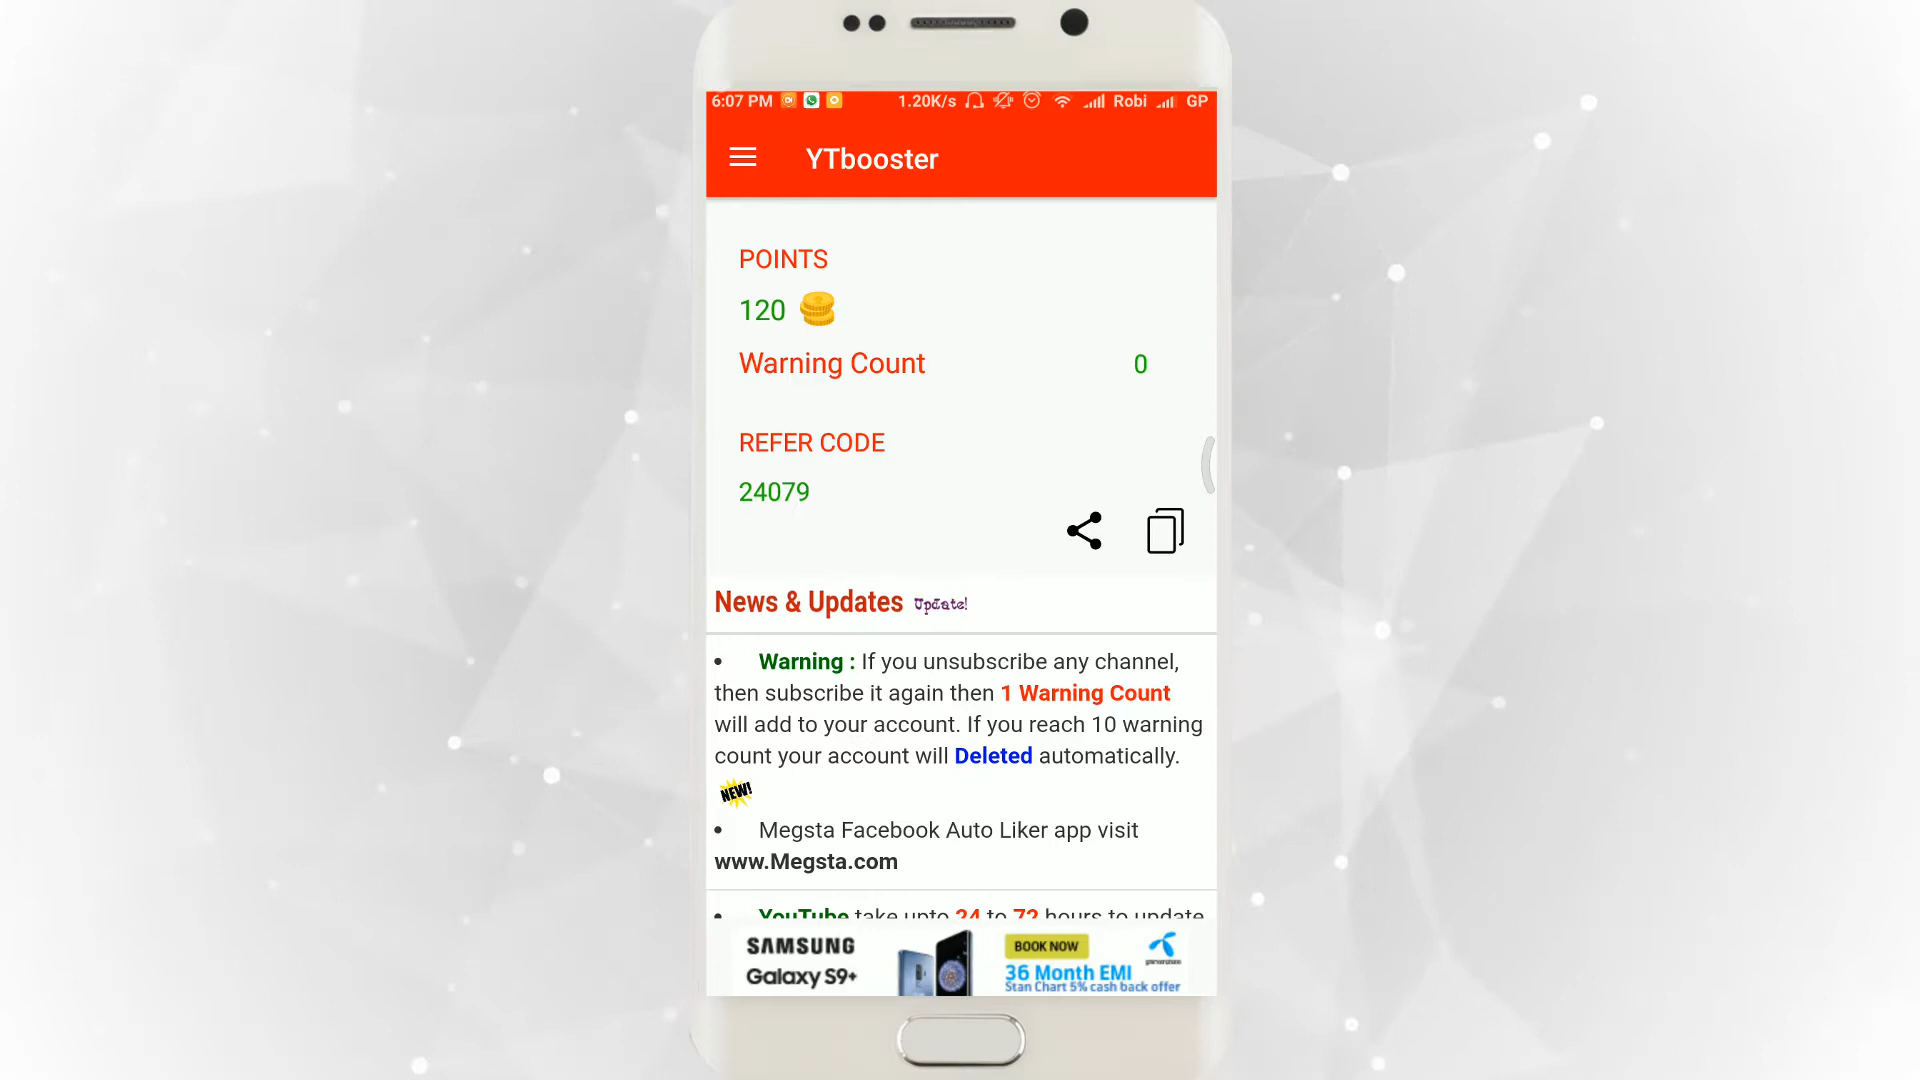 6:07 PM 1.20K/s Robi GP
YTbooster
POINTS
120
Warning Count 0
REFER CODE
24079
News & Updates Update!
• Warning : If you unsubscribe any channel,
then subscribe it again then 1 Warning Count
will add to your account. If you reach 10 warning
count your account will Deleted automatically.
NEW!
• Megsta Facebook Auto Liker app visit
www.Megsta.com
• YouTube take upto 24 to 72 hours to update
SAMSUNG
Galaxy S9+
BOOK NOW
36 Month EMI
Stan Chart 5% cash back offer
grameenphone